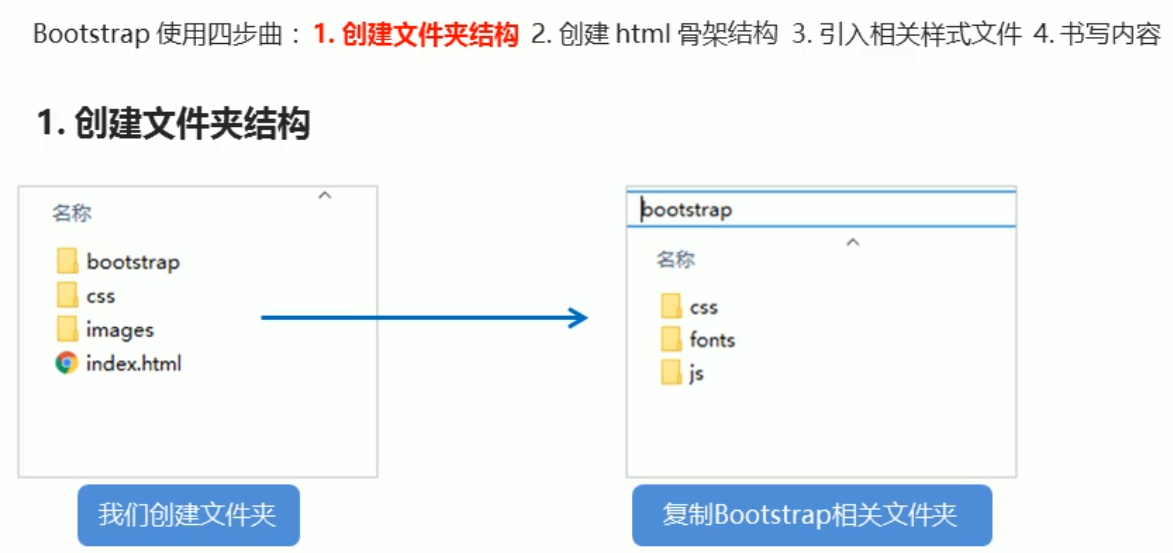 Bootstrap 使用四步曲： 1. 创建文件夹结构 2. 创建 html 骨架结构 3. 引入相关样式文件 4. 书写内容
1. 创建文件夹结构
名称
bootstrap
css
images
index.html
我们创建文件夹
bootstrap
名称
css
fonts
js
复制Bootstrap相关文件夹